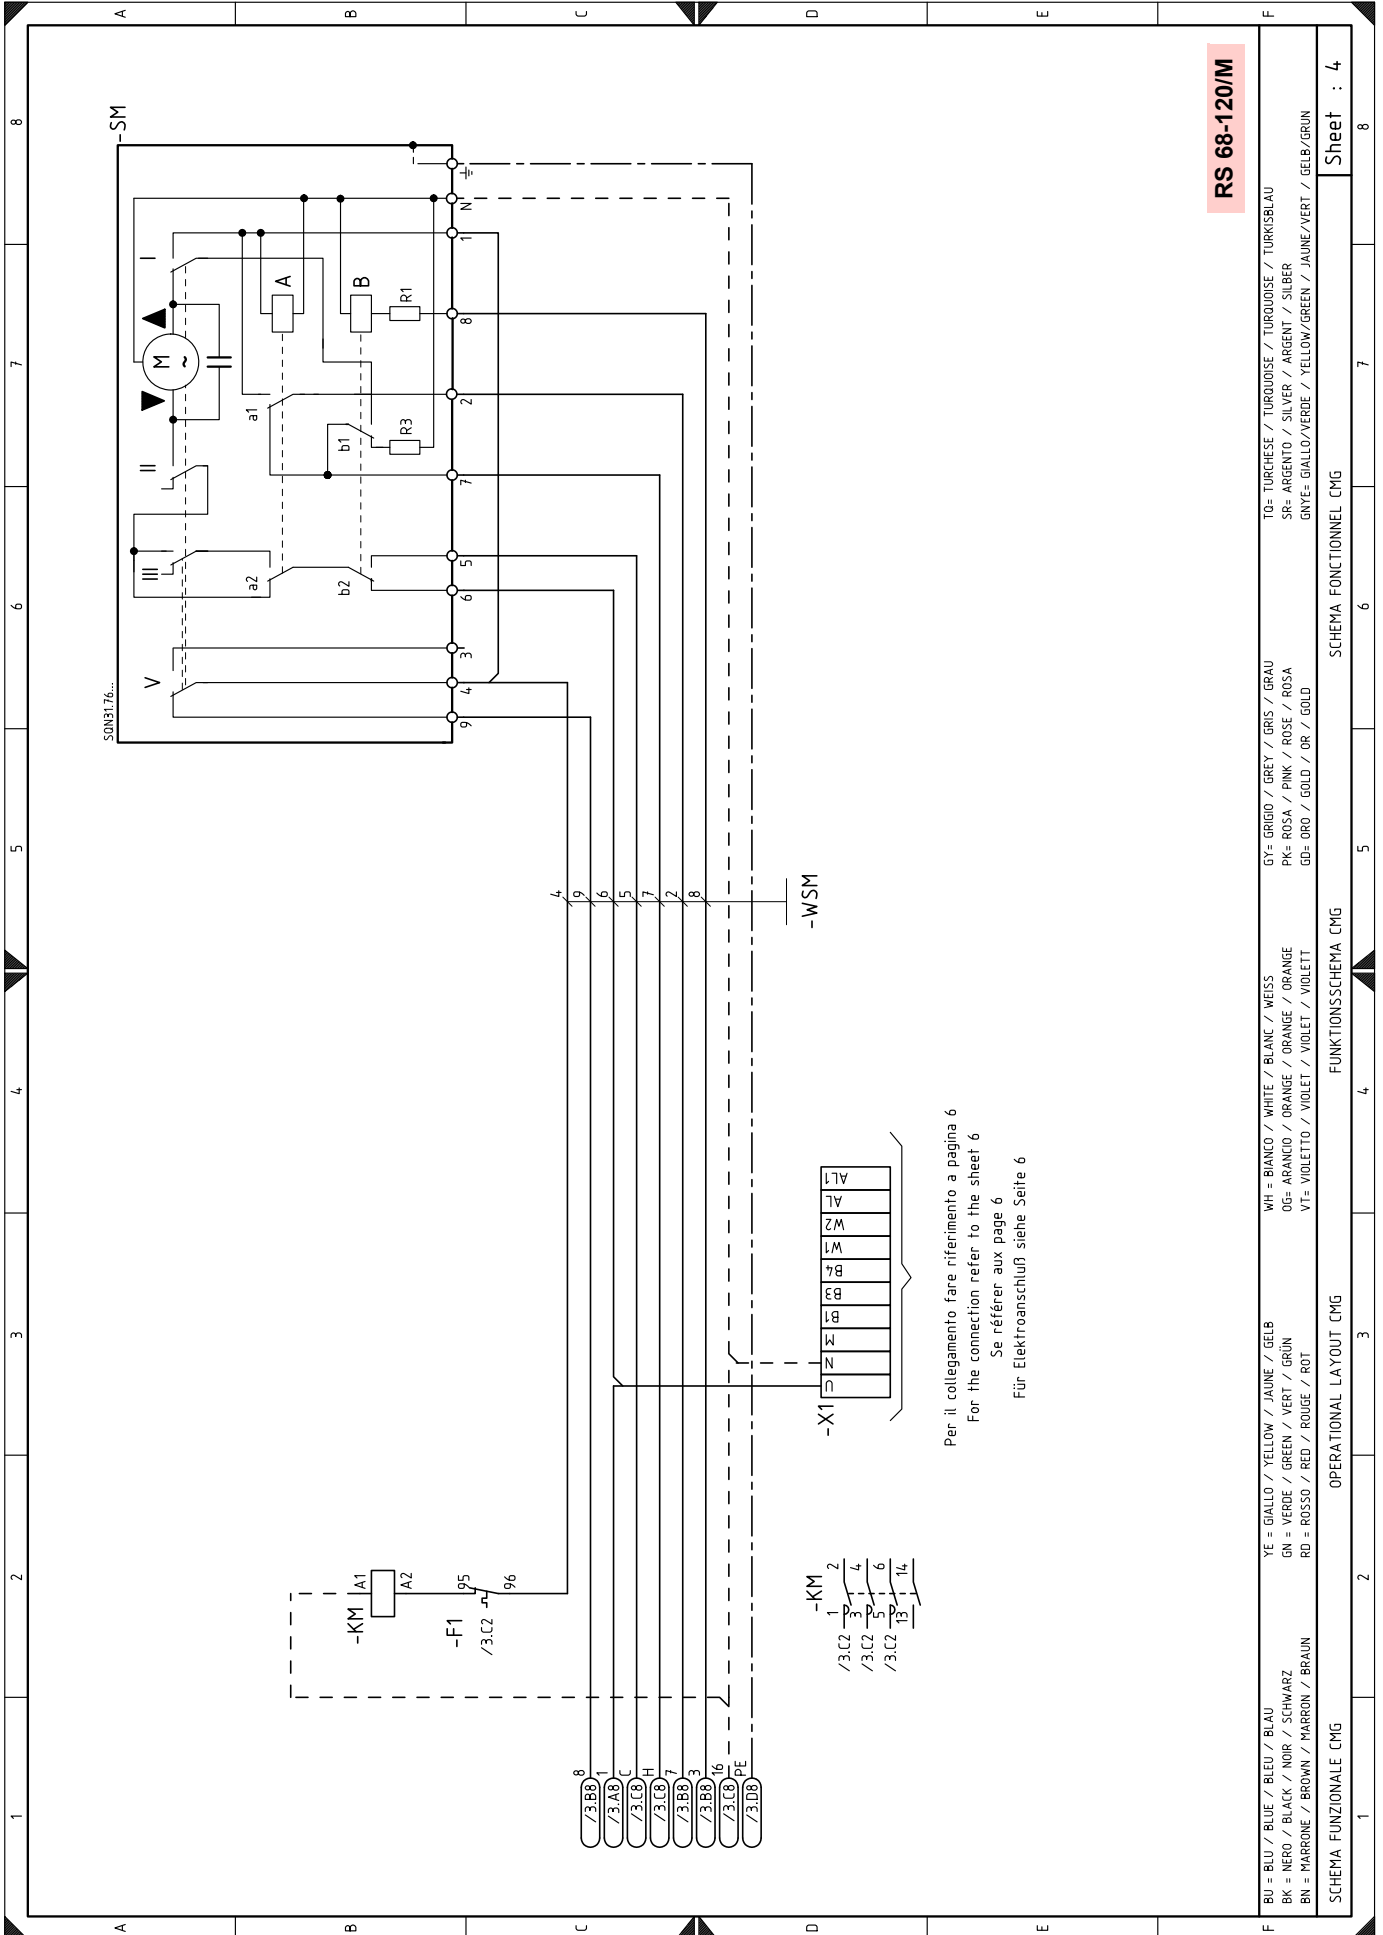 1
2
3
4
5
6
7
8
A
B
C
D
E
F
-SM
SQN31.76...
V
III
II
I
M
~
a2
b2
a1
b1
A
B
R3
R1
9
4
3
6
5
7
2
8
1
N
4
9
6
5
7
2
8
-WSM
-KM
A1
A2
-F1
/3.C2
95
96
/3.B8 8
/3.A8 1
/3.C8 C
/3.C8 H
/3.B8 7
/3.B8 3
/3.C8 16
/3.D8 PE
-KM
/3.C2 1 2
/3.C2 3 4
/3.C2 5 6
13 14
-X1
U
N
M
B1
B3
B4
W1
W2
AL
AL1
Per il collegamento fare riferimento a pagina 6
For the connection refer to the sheet 6
Se référer aux page 6
Für Elektroanschluß siehe Seite 6
RS 68-120/M
BU = BLU / BLUE / BLEU / BLAU
BK = NERO / BLACK / NOIR / SCHWARZ
BN = MARRONE / BROWN / MARRON / BRAUN
YE = GIALLO / YELLOW / JAUNE / GELB
GN = VERDE / GREEN / VERT / GRÜN
RD = ROSSO / RED / ROUGE / ROT
WH = BIANCO / WHITE / BLANC / WEISS
OG= ARANCIO / ORANGE / ORANGE / ORANGE
VT= VIOLETTO / VIOLET / VIOLET / VIOLETT
GY= GRIGIO / GREY / GRIS / GRAU
PK= ROSA / PINK / ROSE / ROSA
GD= ORO / GOLD / OR / GOLD
TQ= TURCHESE / TURQUOISE / TURQUOISE / TURKISBLAU
SR= ARGENTO / SILVER / ARGENT / SILBER
GNYE= GIALLO/VERDE / YELLOW/GREEN / JAUNE/VERT / GELB/GRUN
SCHEMA FUNZIONALE CMG
OPERATIONAL LAYOUT CMG
FUNKTIONSSCHEMA CMG
SCHEMA FONCTIONNEL CMG
Sheet : 4
1
2
3
4
5
6
7
8
A
B
C
D
E
F